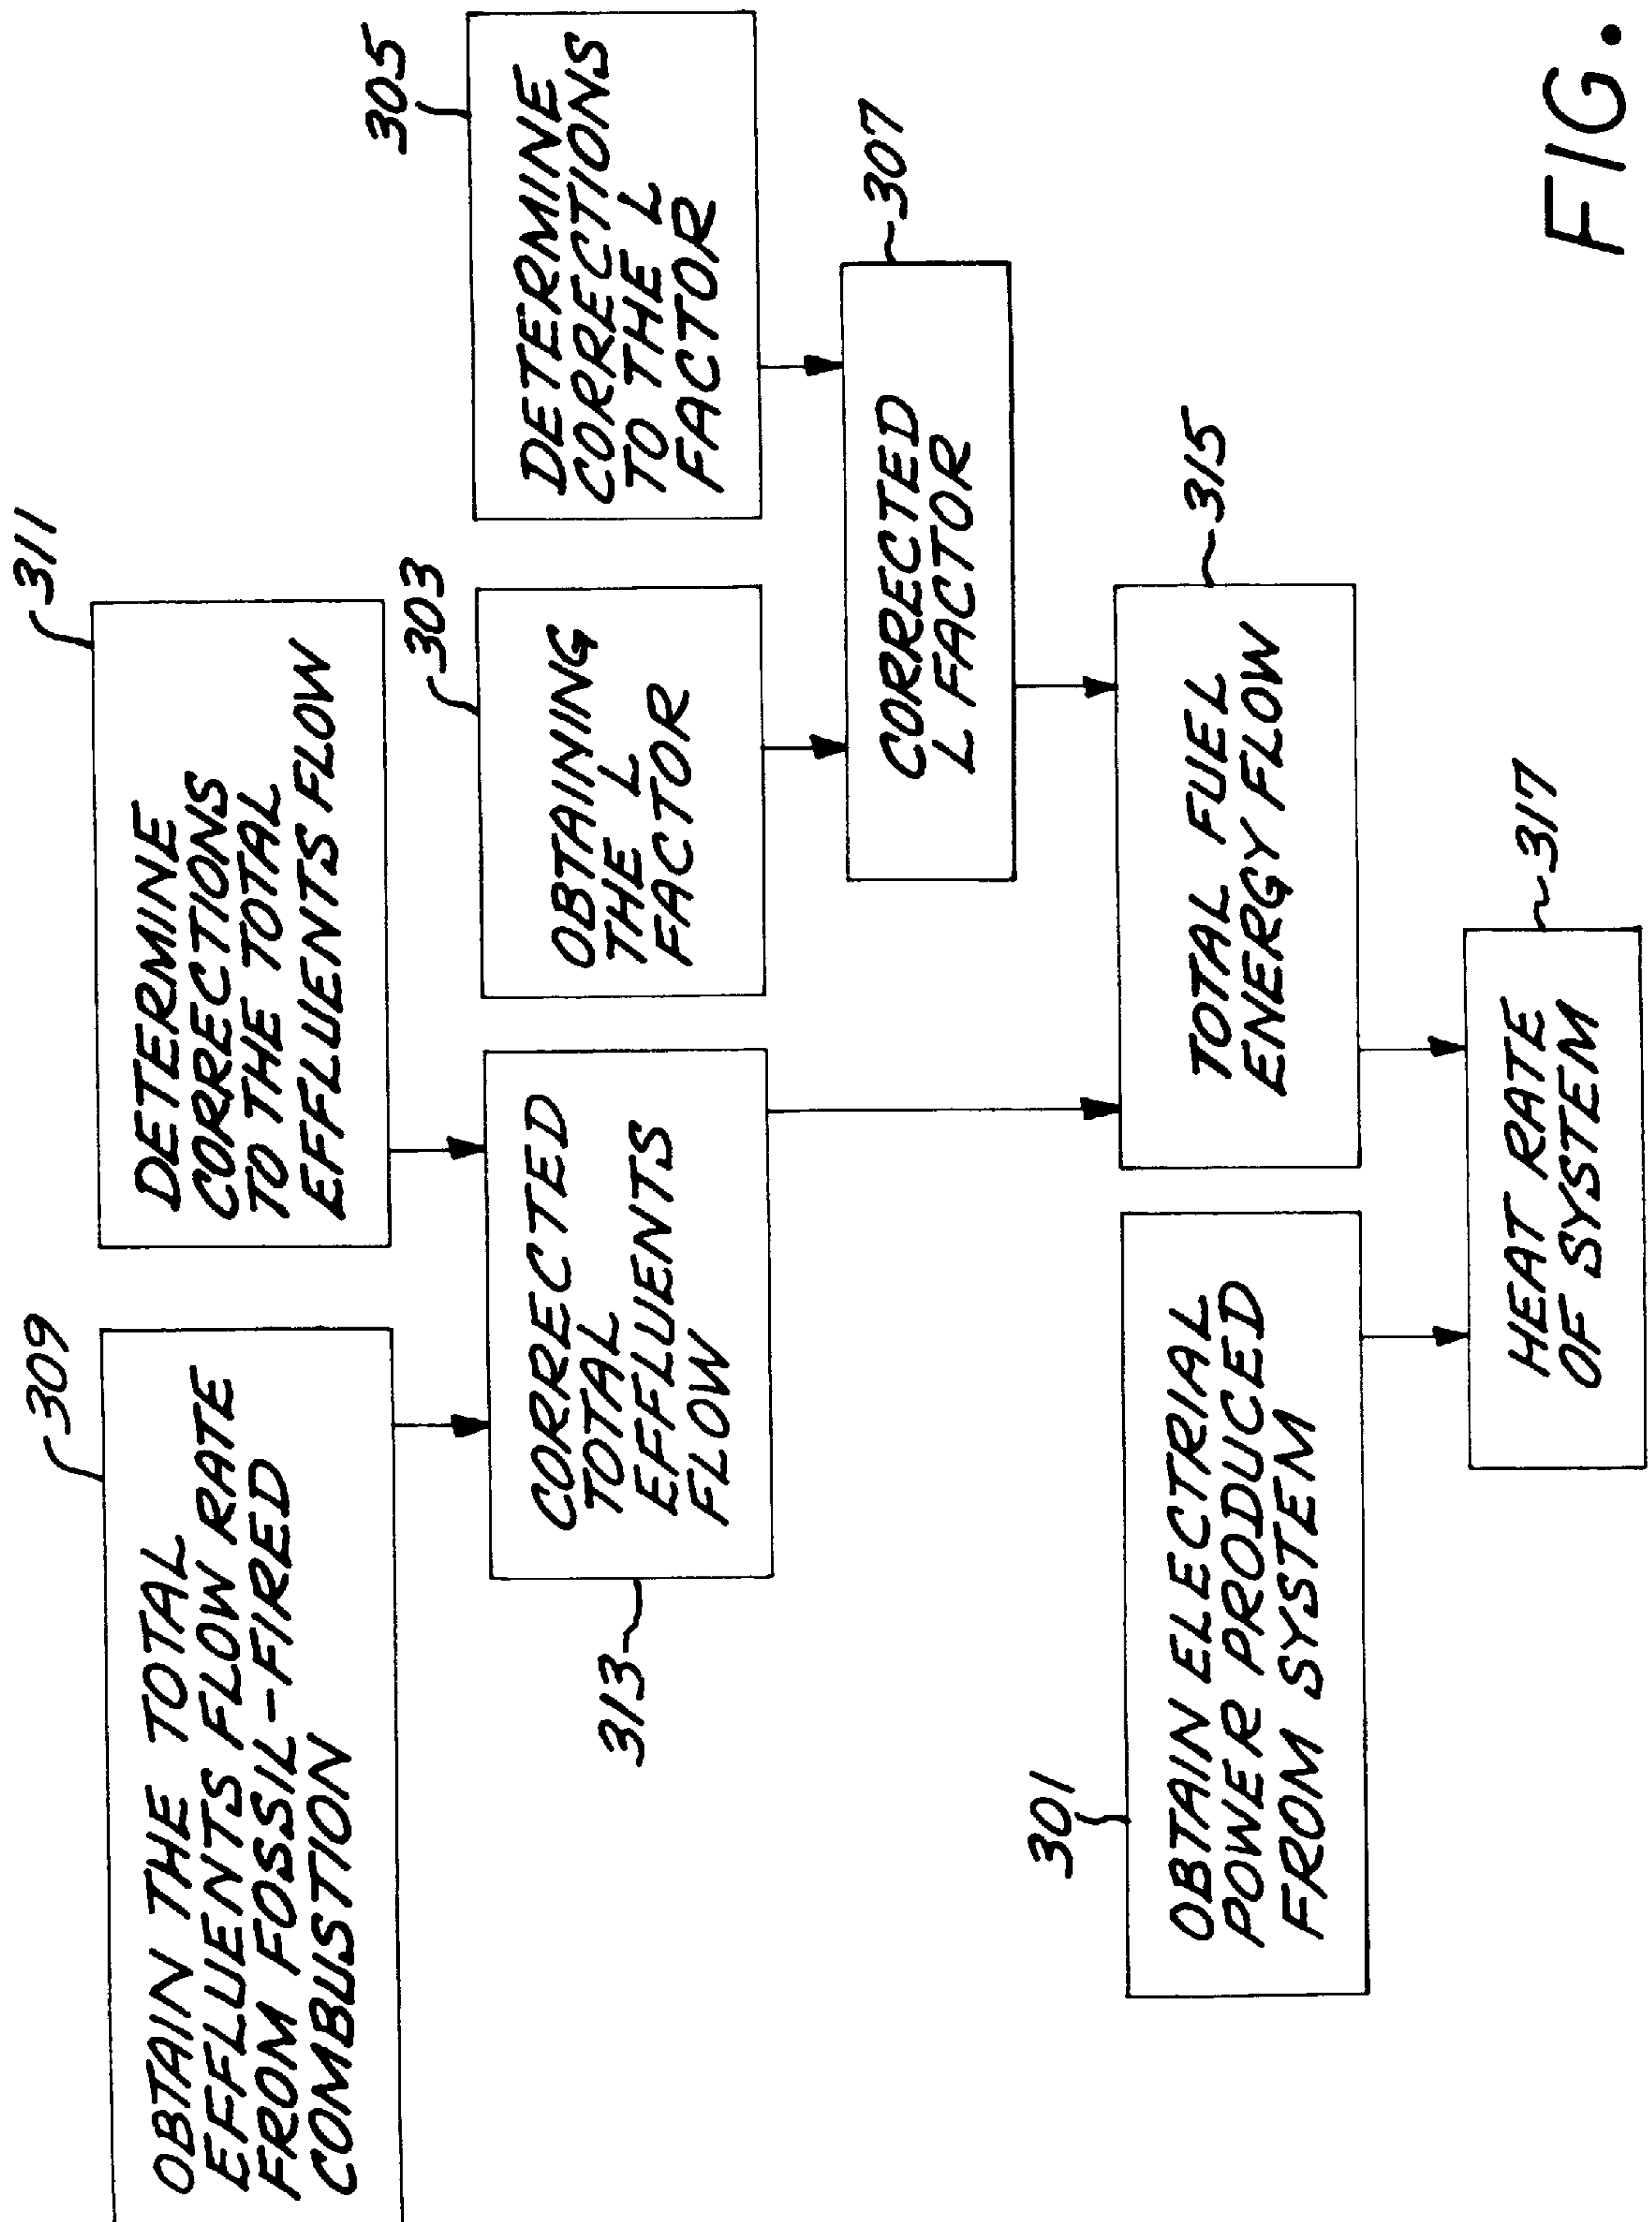 309
OBTAIN THE TOTAL
EFFLUENTS FLOW RATE
FROM FOSSIL-FIRED
COMBUSTION
311
DETERMINE
CORRECTIONS
TO THE TOTAL
EFFLUENTS FLOW
313
CORRECTED
TOTAL
EFFLUENTS
FLOW
303
OBTAINING
THE L
FACTOR
305
DETERMINE
CORRECTIONS
TO THE L
FACTOR
307
CORRECTED
L FACTOR
301
OBTAIN ELECTRIAL
POWER PRODUCED
FROM SYSTEM
315
TOTAL FUEL
ENERGY FLOW
317
HEAT RATE
OF SYSTEM
FIG.